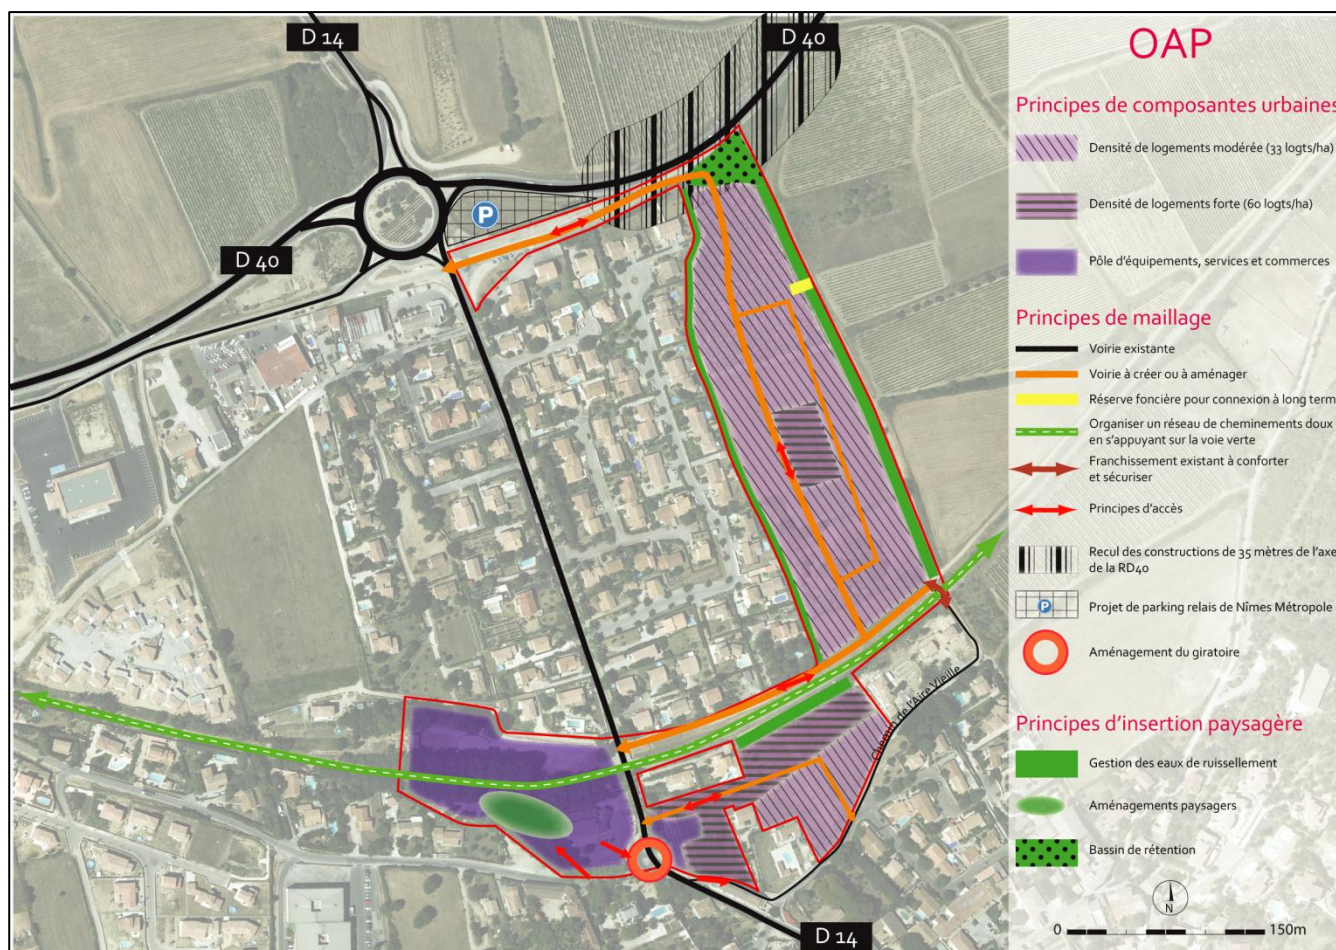 D 14
D 40
D 40
P
D 14
Chemin de l'Aire Vieille
OAP
Principes de composantes urbaines
Densité de logements modérée (33 logts/ha)
Densité de logements forte (60 logts/ha)
Pôle d'équipements, services et commerces
Principes de maillage
Voirie existante
Voirie à créer ou à aménager
Réserve foncière pour connexion à long term
Organiser un réseau de cheminements doux
en s'appuyant sur la voie verte
Franchissement existant à conforter
et sécuriser
Principes d'accès
Recul des constructions de 35 mètres de l'axe
de la RD40
P
Projet de parking relais de Nîmes Métropole
Aménagement du giratoire
Principes d'insertion paysagère
Gestion des eaux de ruissellement
Aménagements paysagers
Bassin de rétention
N
0 150m